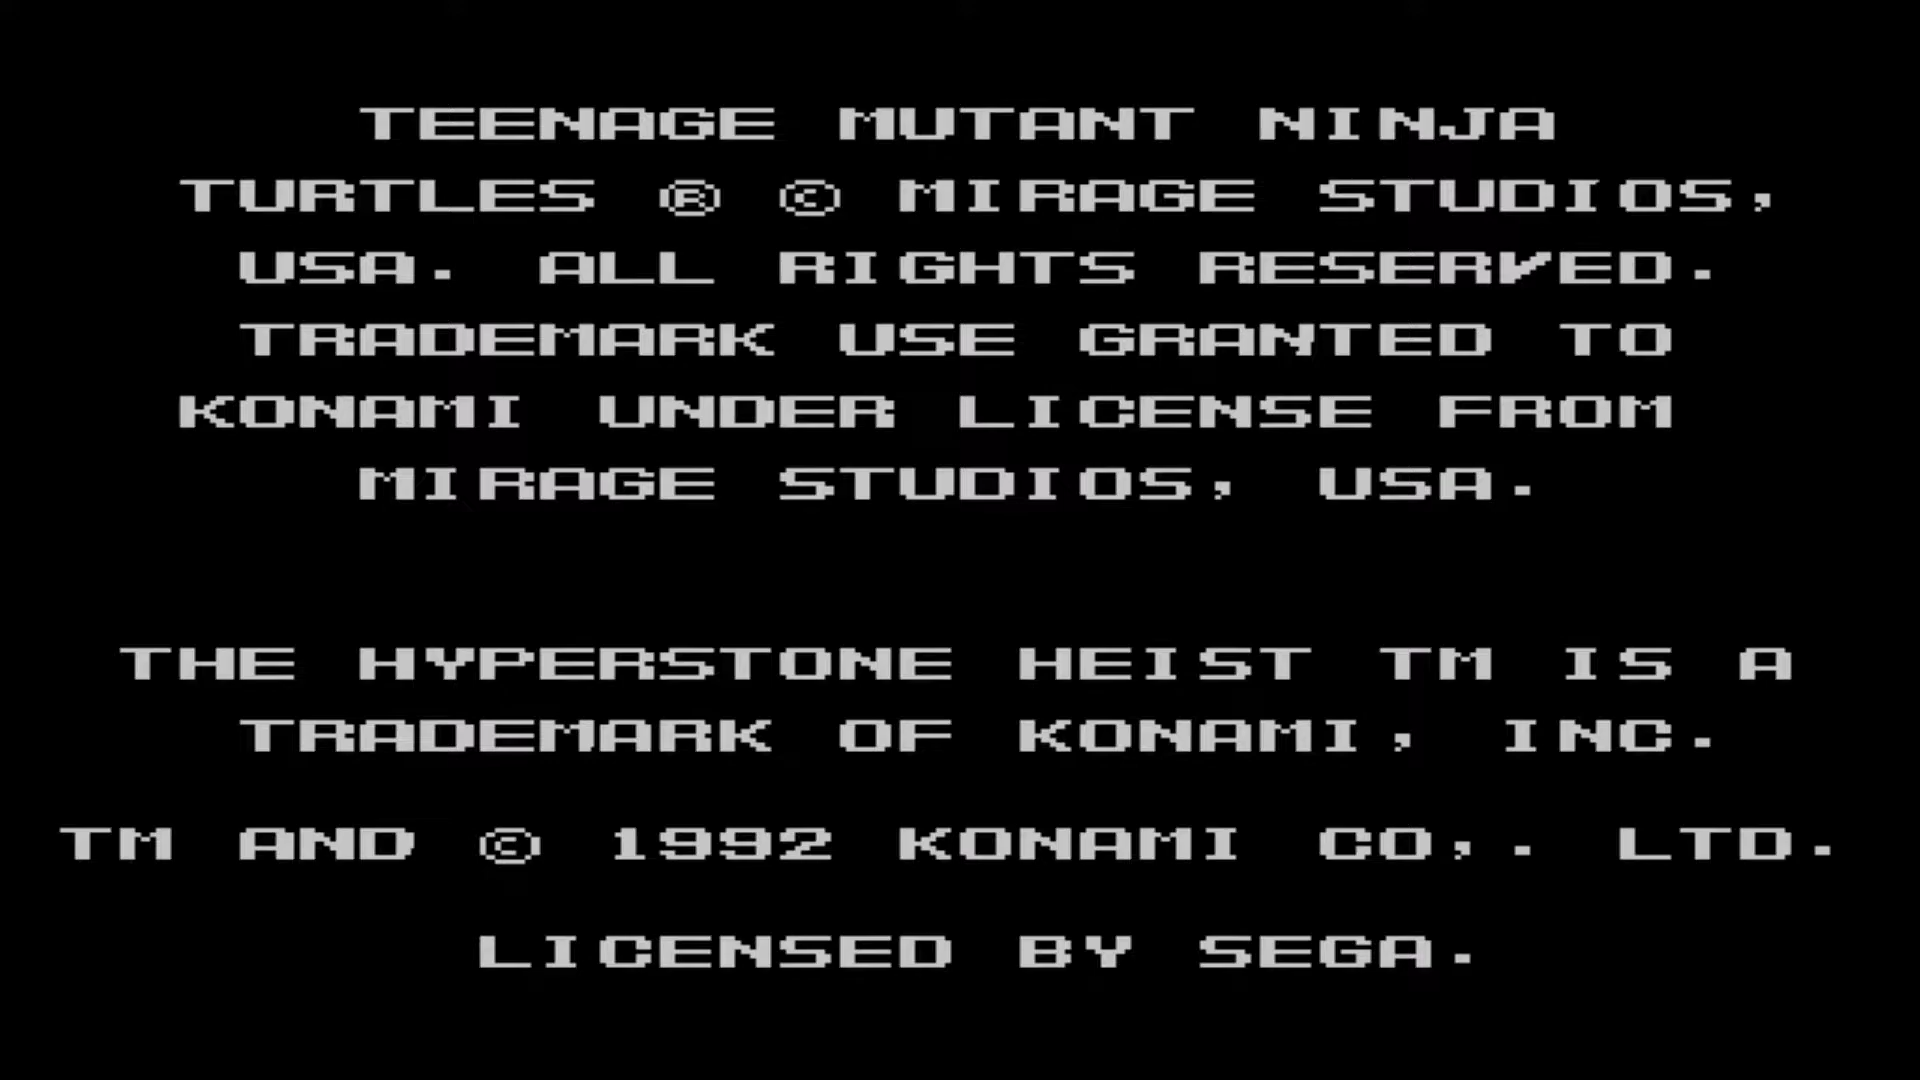 TEENAGE MUTANT NINJA
TURTLES ® © MIRAGE STUDIOS,
USA. ALL RIGHTS RESERVED.
TRADEMARK USE GRANTED TO
KONAMI UNDER LICENSE FROM
MIRAGE STUDIOS, USA.
THE HYPERSTONE HEIST TM IS A
TRADEMARK OF KONAMI, INC.
TM AND © 1992 KONAMI CO,. LTD.
LICENSED BY SEGA.